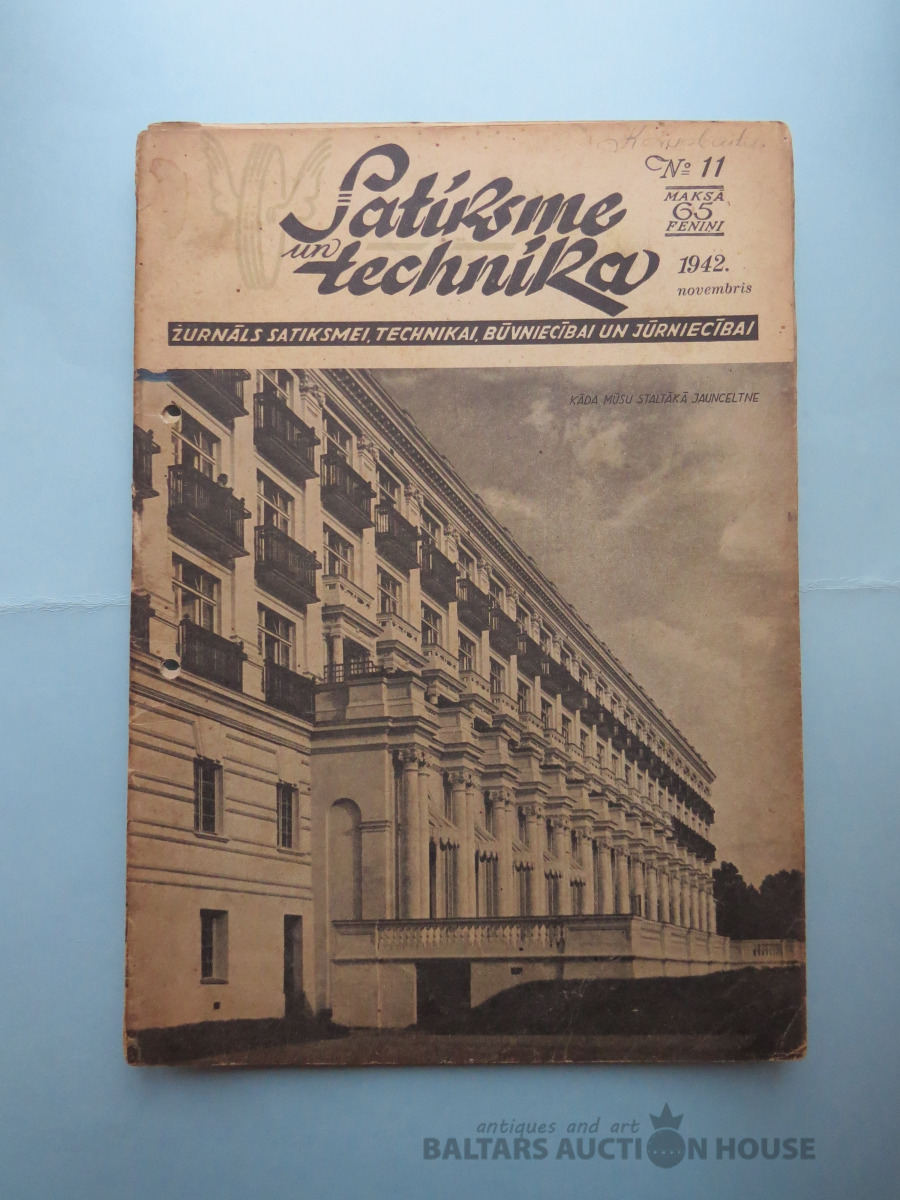 Satiksme
un technika
№ 11
MAKSĀ
65
FENIŅI
1942.
novembris
ŽURNĀLS SATIKSMEI, TECHNIKAI, BŪVNIECĪBAI UN JŪRNIECĪBAI
KĀDA MŪSU STALTĀKĀ JAUNCELTNE
antiques and art
BALTARS AUCTION HOUSE